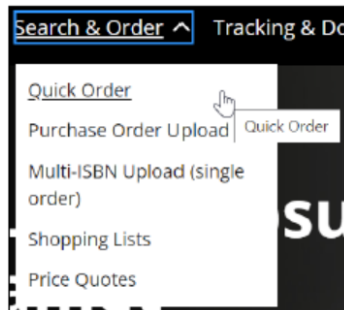 Search & Order Tracking & Do
Quick Order
Quick Order
Purchase Order Upload
Multi-ISBN Upload (single
order)
su
Shopping Lists
Price Quotes